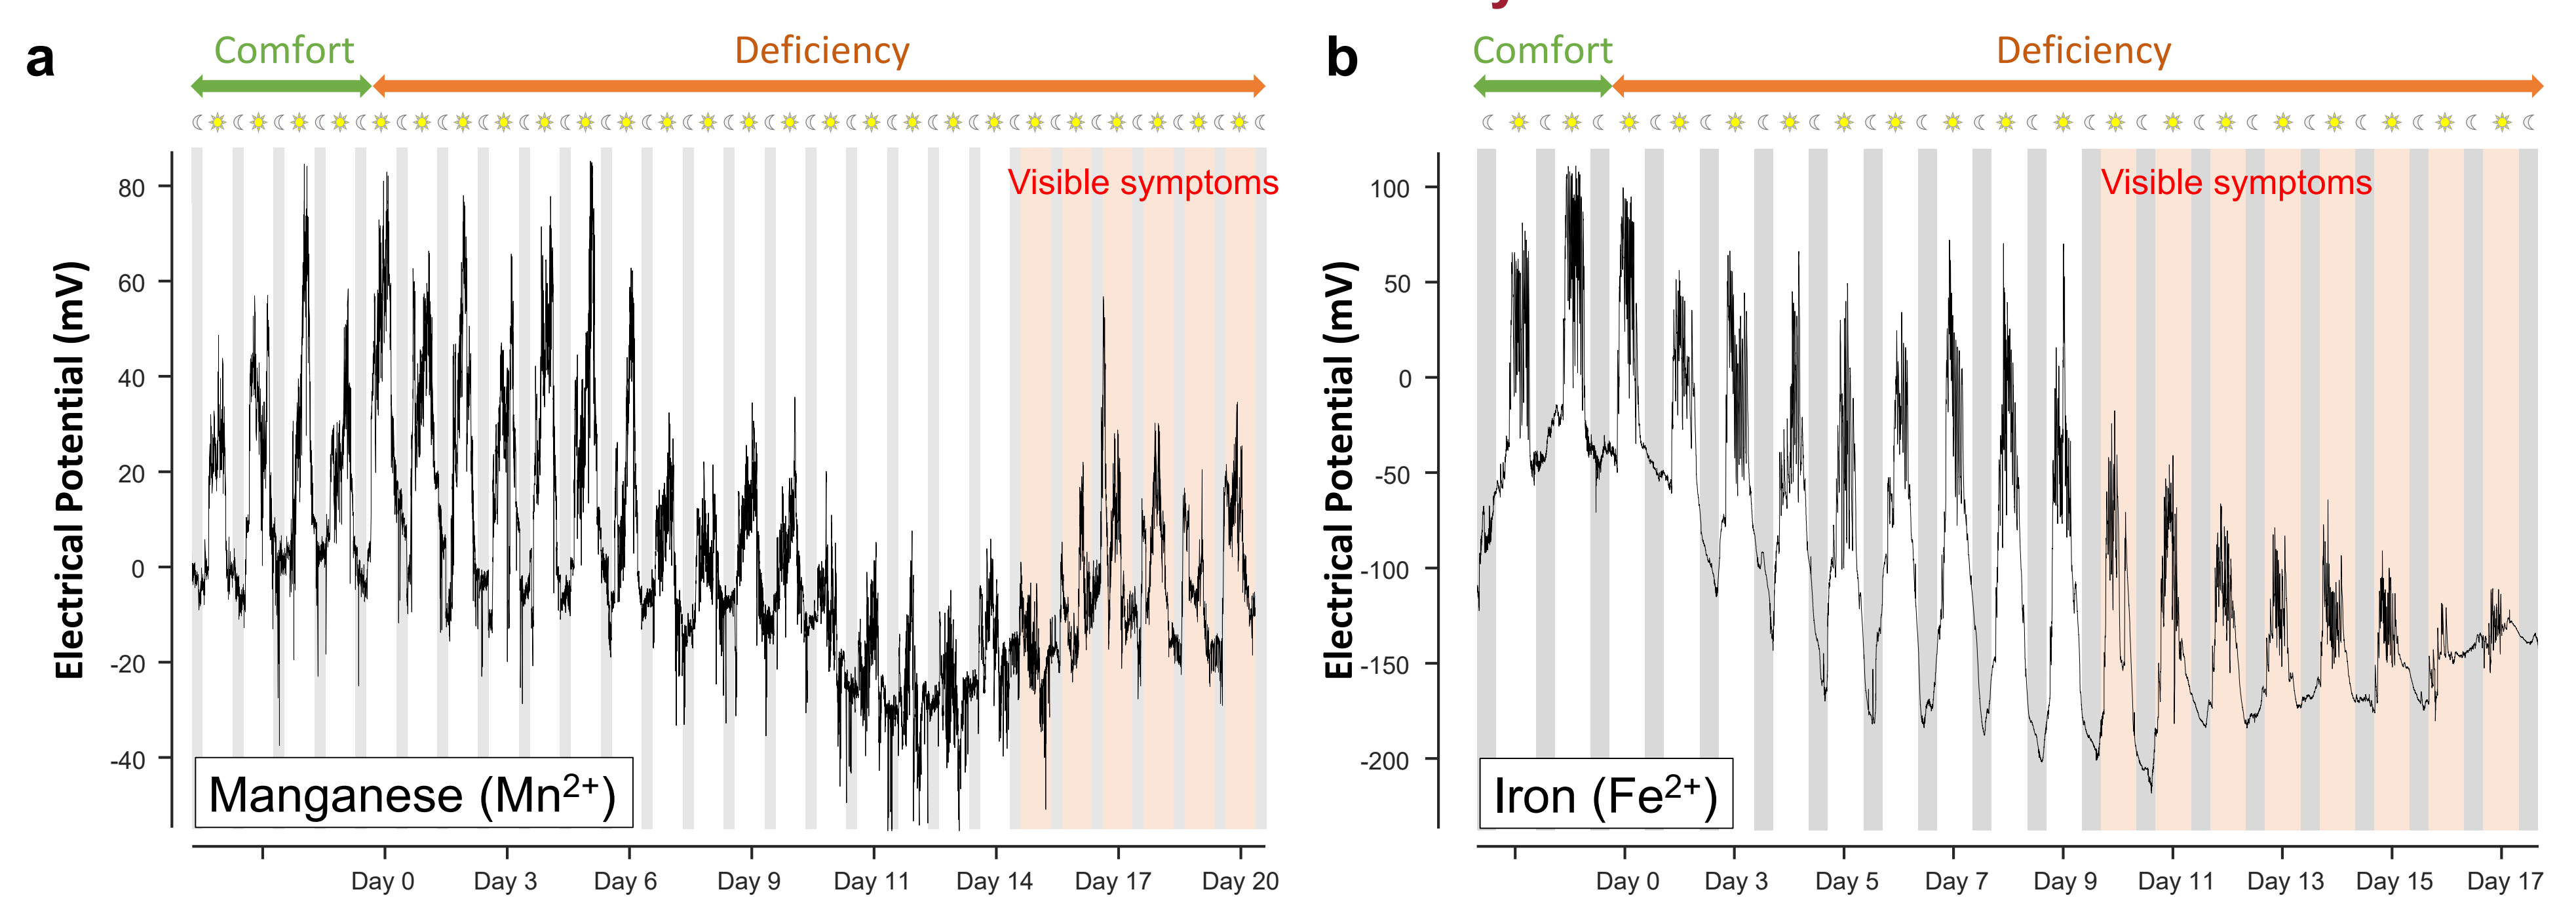 y
a
Comfort
Deficiency
Visible symptoms
Electrical Potential (mV)
80
60
40
20
0
-20
-40
Manganese (Mn²⁺)
Day 0 Day 3 Day 6 Day 9 Day 11 Day 14 Day 17 Day 20
b
Comfort
Deficiency
Visible symptoms
Electrical Potential (mV)
100
50
0
-50
-100
-150
-200
Iron (Fe²⁺)
Day 0 Day 3 Day 5 Day 7 Day 9 Day 11 Day 13 Day 15 Day 17